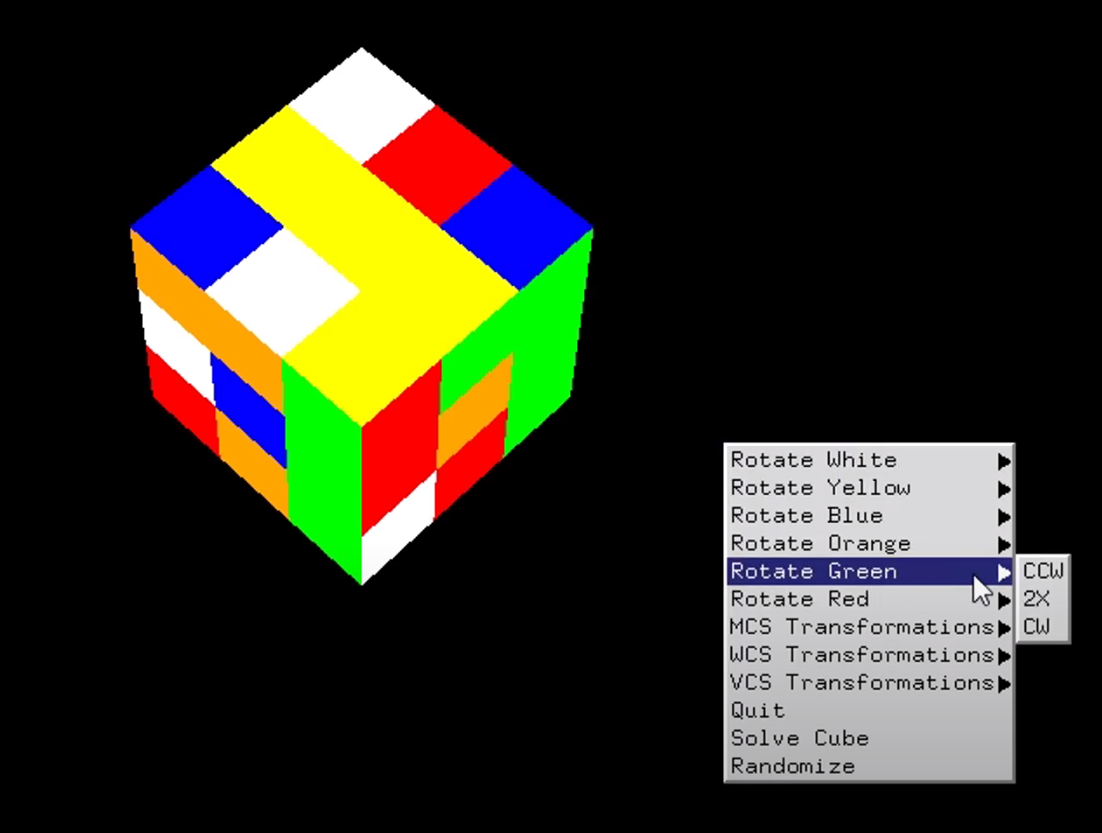 Rotate White
Rotate Yellow
Rotate Blue
Rotate Orange
Rotate Green
CCW
Rotate Red
2X
MCS Transformations
CW
WCS Transformations
VCS Transformations
Quit
Solve Cube
Randomize